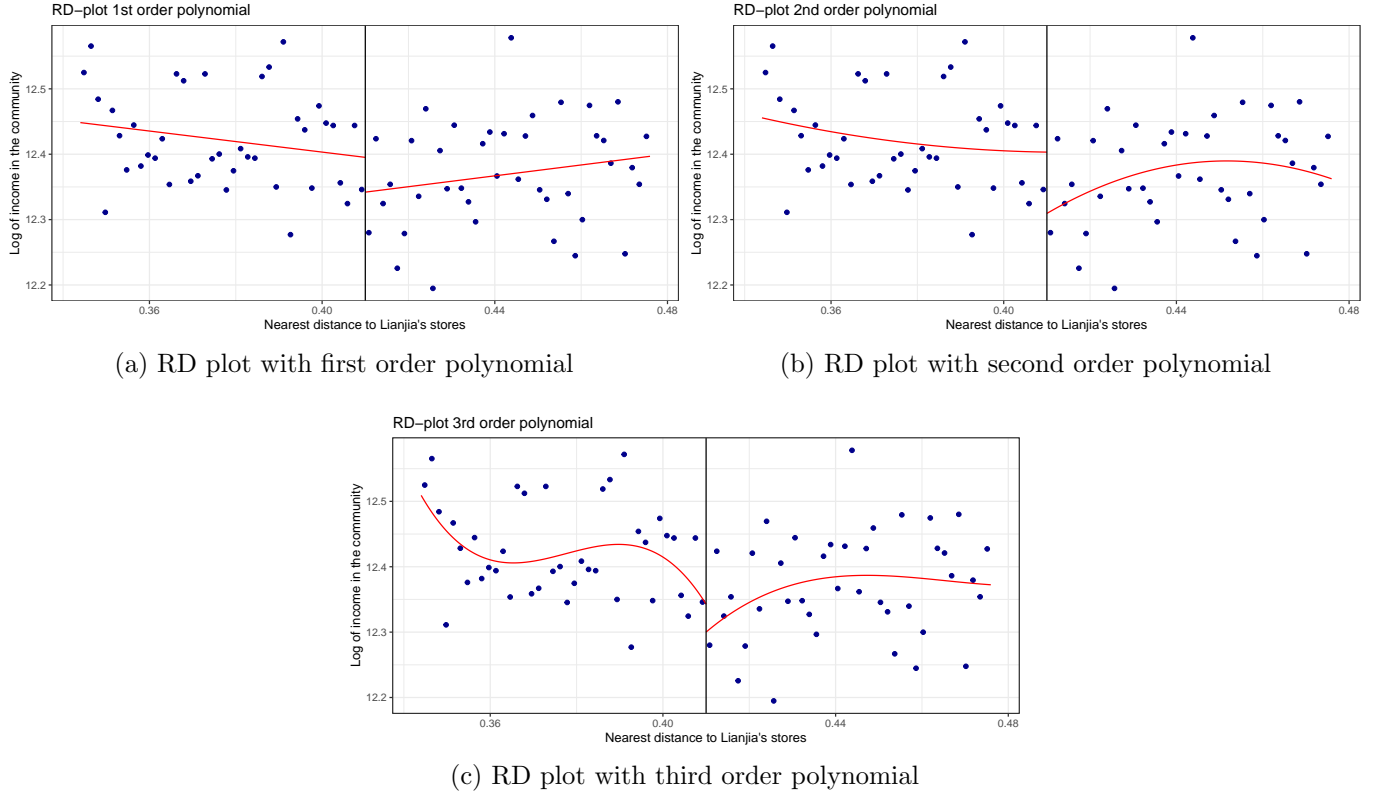 RD−plot 1st order polynomial
Log of income in the community
12.5
12.4
12.3
12.2
0.36
0.40
0.44
0.48
Nearest distance to Lianjia's stores
(a) RD plot with first order polynomial
RD−plot 2nd order polynomial
Log of income in the community
12.5
12.4
12.3
12.2
0.36
0.40
0.44
0.48
Nearest distance to Lianjia's stores
(b) RD plot with second order polynomial
RD−plot 3rd order polynomial
Log of income in the community
12.5
12.4
12.3
12.2
0.36
0.40
0.44
0.48
Nearest distance to Lianjia's stores
(c) RD plot with third order polynomial